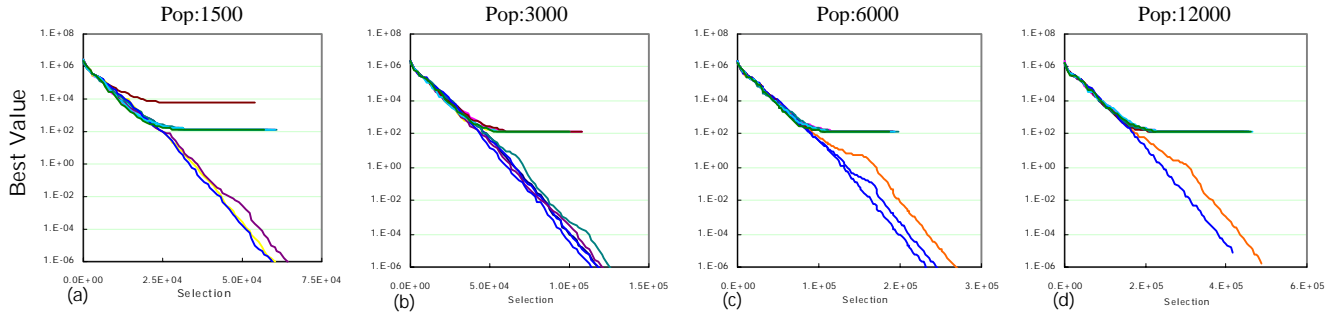 Pop:1500 Pop:3000 Pop:6000 Pop:12000
Best Value
1.E+08 1.E+08 1.E+08 1.E+08
1.E+06 1.E+06 1.E+06 1.E+06
1.E+04 1.E+04 1.E+04 1.E+04
1.E+02 1.E+02 1.E+02 1.E+02
1.E+00 1.E+00 1.E+00 1.E+00
1.E-02 1.E-02 1.E-02 1.E-02
1.E-04 1.E-04 1.E-04 1.E-04
1.E-06 1.E-06 1.E-06 1.E-06
0.E+00 2.5E+04 5.0E+04 7.5E+04 0.0E+00 5.0E+04 1.0E+05 1.5E+05 0.E+00 1.E+05 2.E+05 3.E+05 0.E+00 2.E+05 4.E+05 6.E+05
(a) Selection (b) Selection (c) Selection (d) Selection